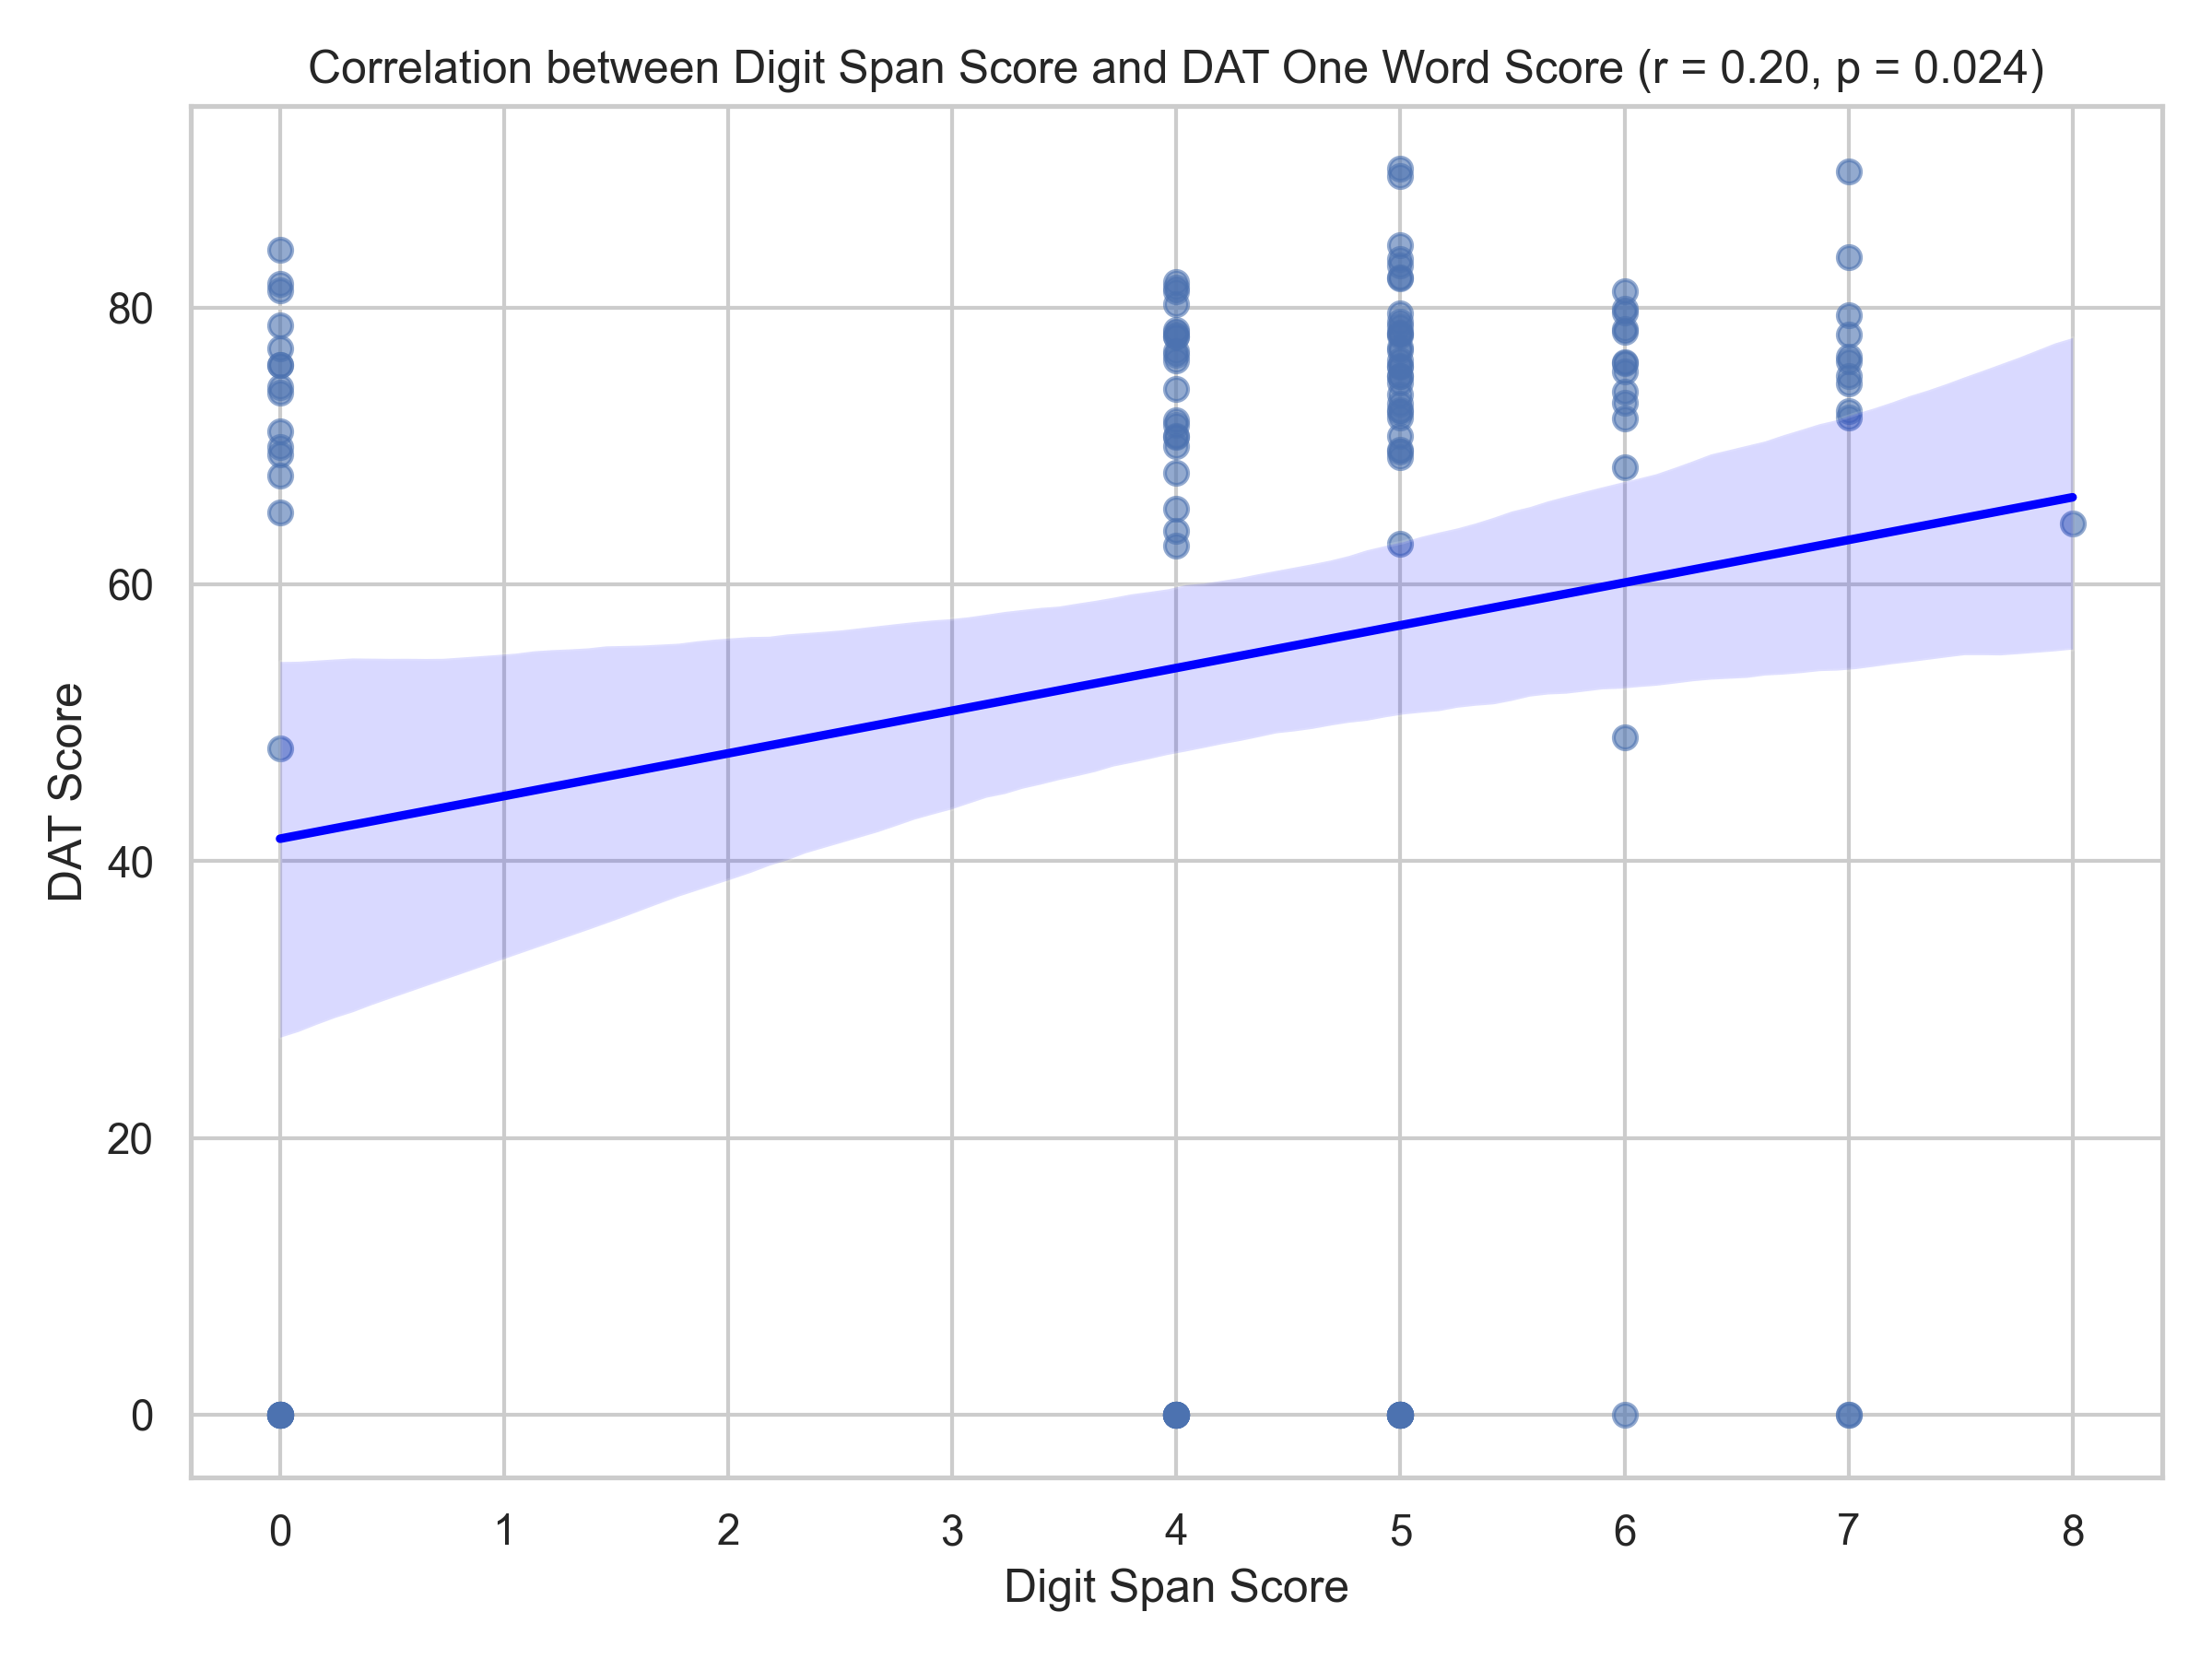 Correlation between Digit Span Score and DAT One Word Score (r = 0.20, p = 0.024)
80
60
40
20
0
DAT Score
0 1 2 3 4 5 6 7 8
Digit Span Score